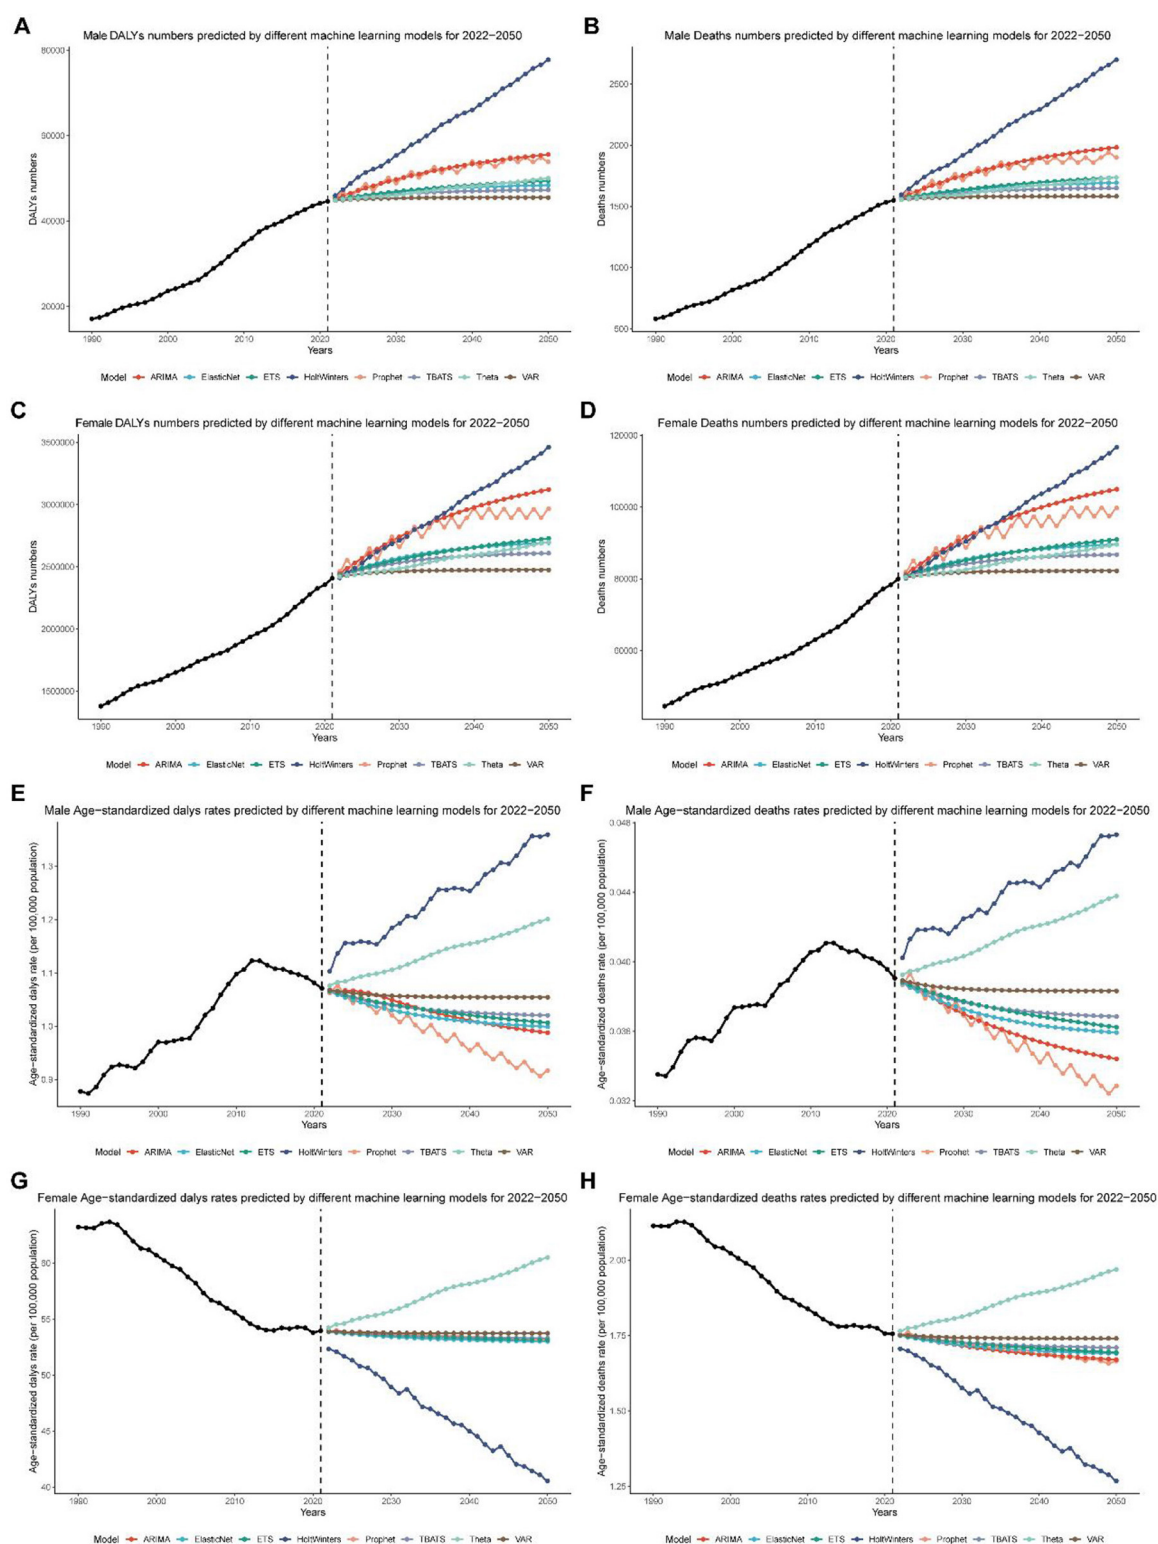 A
Male DALYs numbers predicted by different machine learning models for 2022−2050
DALYs numbers
80000
60000
40000
20000
1990 2000 2010 2020 2030 2040 2050
Years
Model ARIMA ElasticNet ETS HoltWinters Prophet TBATS Theta VAR
B
Male Deaths numbers predicted by different machine learning models for 2022−2050
Deaths numbers
2500
2000
1500
1000
500
1990 2000 2010 2020 2030 2040 2050
Years
Model ARIMA ElasticNet ETS HoltWinters Prophet TBATS Theta VAR
C
Female DALYs numbers predicted by different machine learning models for 2022−2050
DALYs numbers
3500000
3000000
2500000
2000000
1500000
1990 2000 2010 2020 2030 2040 2050
Years
Model ARIMA ElasticNet ETS HoltWinters Prophet TBATS Theta VAR
D
Female Deaths numbers predicted by different machine learning models for 2022−2050
Deaths numbers
120000
100000
80000
60000
1990 2000 2010 2020 2030 2040 2050
Years
Model ARIMA ElasticNet ETS HoltWinters Prophet TBATS Theta VAR
E
Male Age−standardized dalys rates predicted by different machine learning models for 2022−2050
Age−standardized dalys rate (per 100,000 population)
1.3
1.2
1.1
1.0
0.9
1990 2000 2010 2020 2030 2040 2050
Years
Model ARIMA ElasticNet ETS HoltWinters Prophet TBATS Theta VAR
F
Male Age−standardized deaths rates predicted by different machine learning models for 2022−2050
Age−standardized deaths rate (per 100,000 population)
0.048
0.044
0.040
0.036
0.032
1990 2000 2010 2020 2030 2040 2050
Years
Model ARIMA ElasticNet ETS HoltWinters Prophet TBATS Theta VAR
G
Female Age−standardized dalys rates predicted by different machine learning models for 2022−2050
Age−standardized dalys rate (per 100,000 population)
60
55
50
45
40
1990 2000 2010 2020 2030 2040 2050
Years
Model ARIMA ElasticNet ETS HoltWinters Prophet TBATS Theta VAR
H
Female Age−standardized deaths rates predicted by different machine learning models for 2022−2050
Age−standardized deaths rate (per 100,000 population)
2.00
1.75
1.50
1.25
1990 2000 2010 2020 2030 2040 2050
Years
Model ARIMA ElasticNet ETS HoltWinters Prophet TBATS Theta VAR